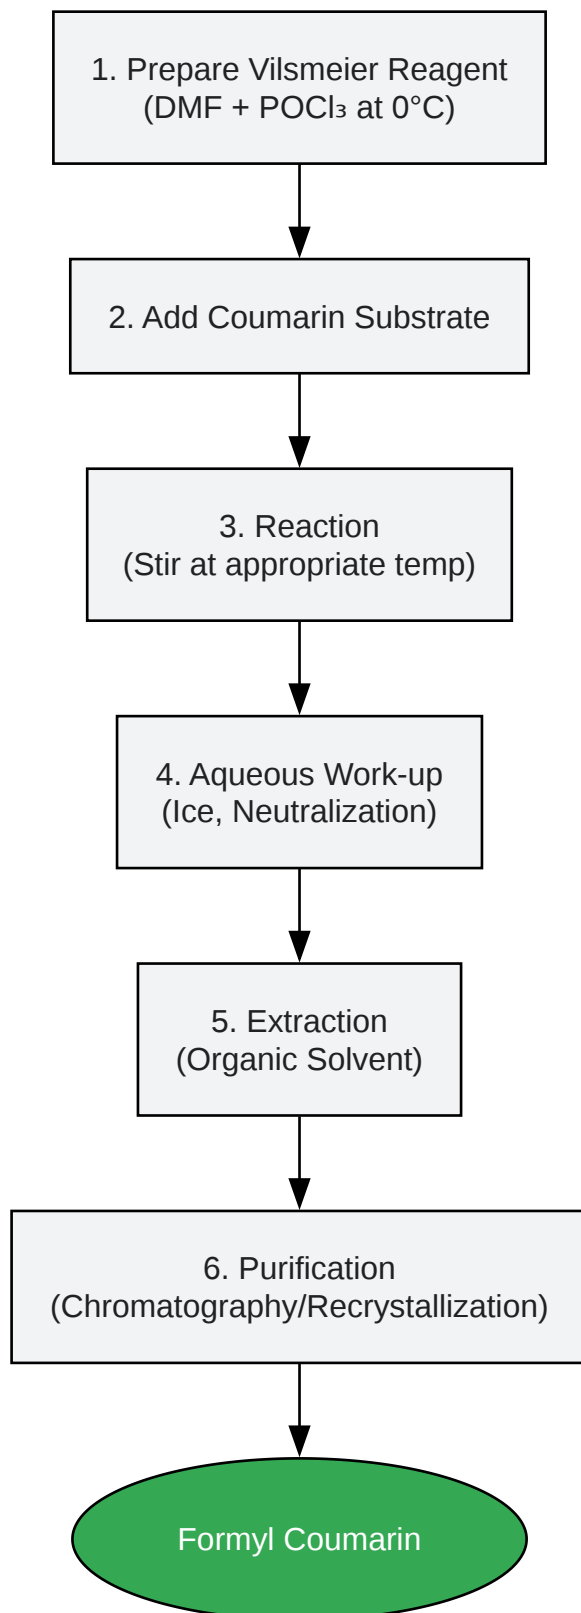 1. Prepare Vilsmeier Reagent
(DMF + POCl₃ at 0°C)
2. Add Coumarin Substrate
3. Reaction
(Stir at appropriate temp)
4. Aqueous Work-up
(Ice, Neutralization)
5. Extraction
(Organic Solvent)
6. Purification
(Chromatography/Recrystallization)
Formyl Coumarin